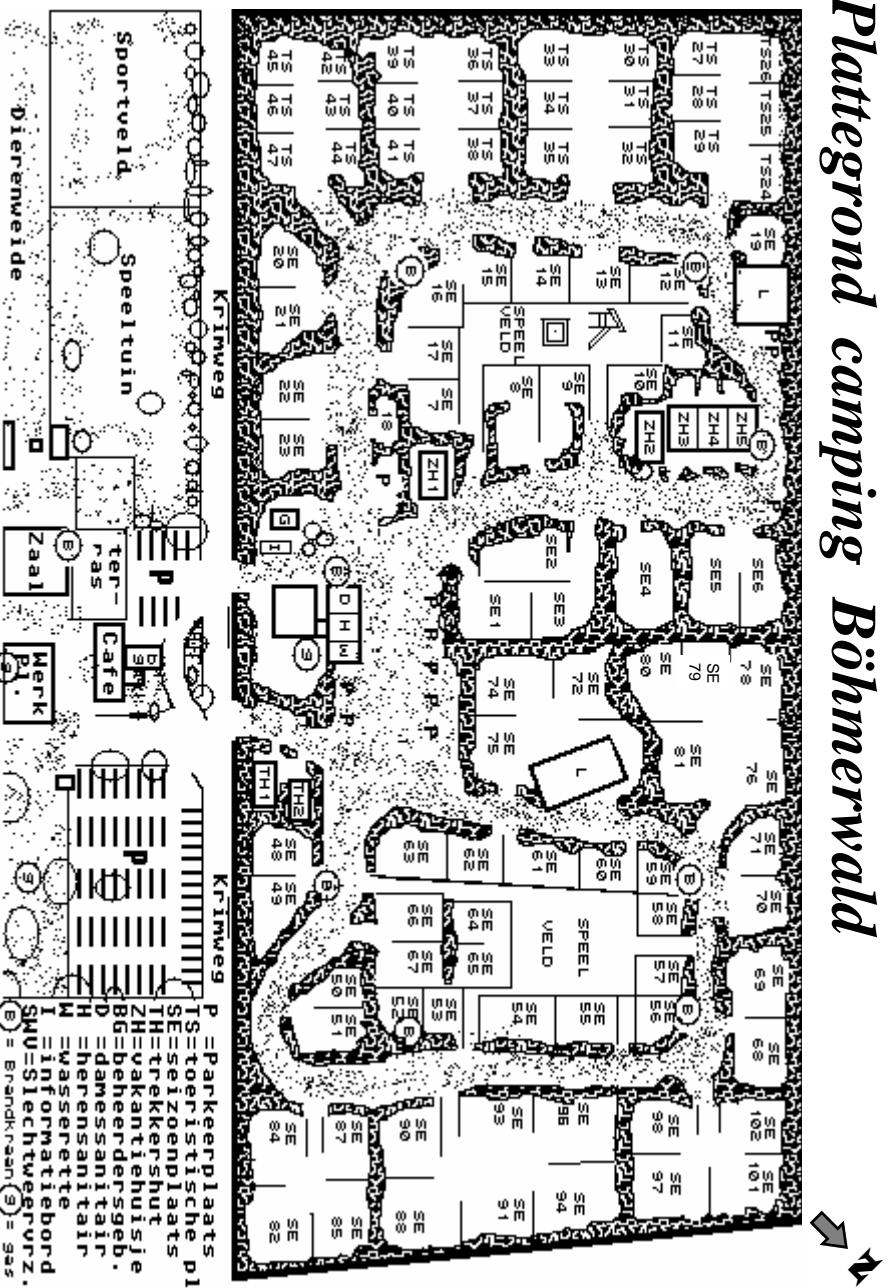 Plattegrond camping Böhmerwald
N
TS26 TS25 TS24
TS 27 TS 28 TS 29
TS 30 TS 31 TS 32
TS 33 TS 34 TS 35
TS 36 TS 37 TS 38
TS 39 TS 40 TS 41
TS 42 TS 43 TS 44
TS 45 TS 46 TS 47
SE 19
L
P P
SE 12
SE 13
SE 14
SE 15
SE 16
SE 11
SE 10
SE 9
SE 8
SPEEL
VELD
SE 17
SE 7
18
P
SE 20
SE 21
SE 22
SE 23
ZH5
ZH4
ZH3
ZH2
ZH1
B
B
B
P
SE6
SE5
SE4
SE2
SE3
SE1
G
I
B
D H W
g
P P P P P
P P
SE 78
SE 79
SE 80
SE 76
SE 81
SE 72
SE 74
SE 75
L
TH1
TH2
SE 48
SE 49
B
SE 71
SE 70
SE 69
SE 68
SE 63
SE 62
SE 61
SE 60
SE 59
SE 58
B
SE 66
SE 67
SE 64
SE 65
SPEEL
VELD
SE 57
SE 56
B
SE 55
SE 54
SE 53
SE 52
B
SE 50
SE 51
SE 102
SE 101
SE 98
SE 97
SE 96
SE 94
SE 93
SE 91
SE 90
SE 88
SE 87
SE 85
SE 84
SE 82
Krimweg
Krimweg
Sportveld
Speeltuin
Dierenweide
Zaal
B
ter-
ras
P
Cafe
Werk
Pl.
P
g
P =Parkeerplaats
TS=toeristische pl
SE=seizoenplaats
TH=trekkershut
ZH=vakantiehuisje
BG=beheerdersgeb.
D =damessanitair
H =herensanitair
W =wasserette
I =informatiebord
SWV=Slechtweervrz.
B = Brandkraan g = gas